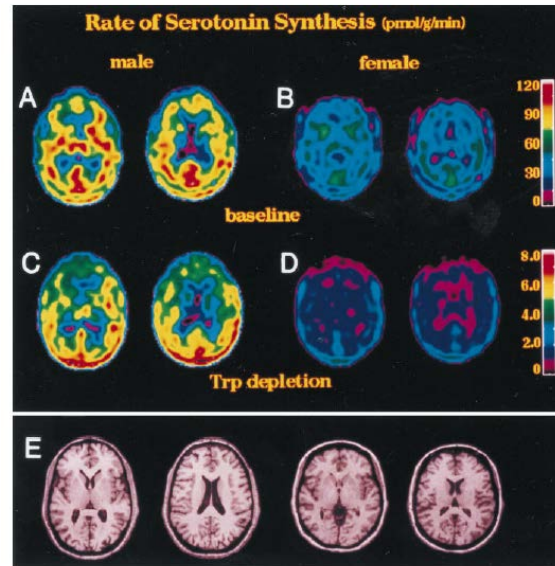 Rate of Serotonin Synthesis (pmol/g/min)
male
female
A
B
120
90
60
30
0
baseline
C
D
8.0
6.0
4.0
2.0
0
Trp depletion
E